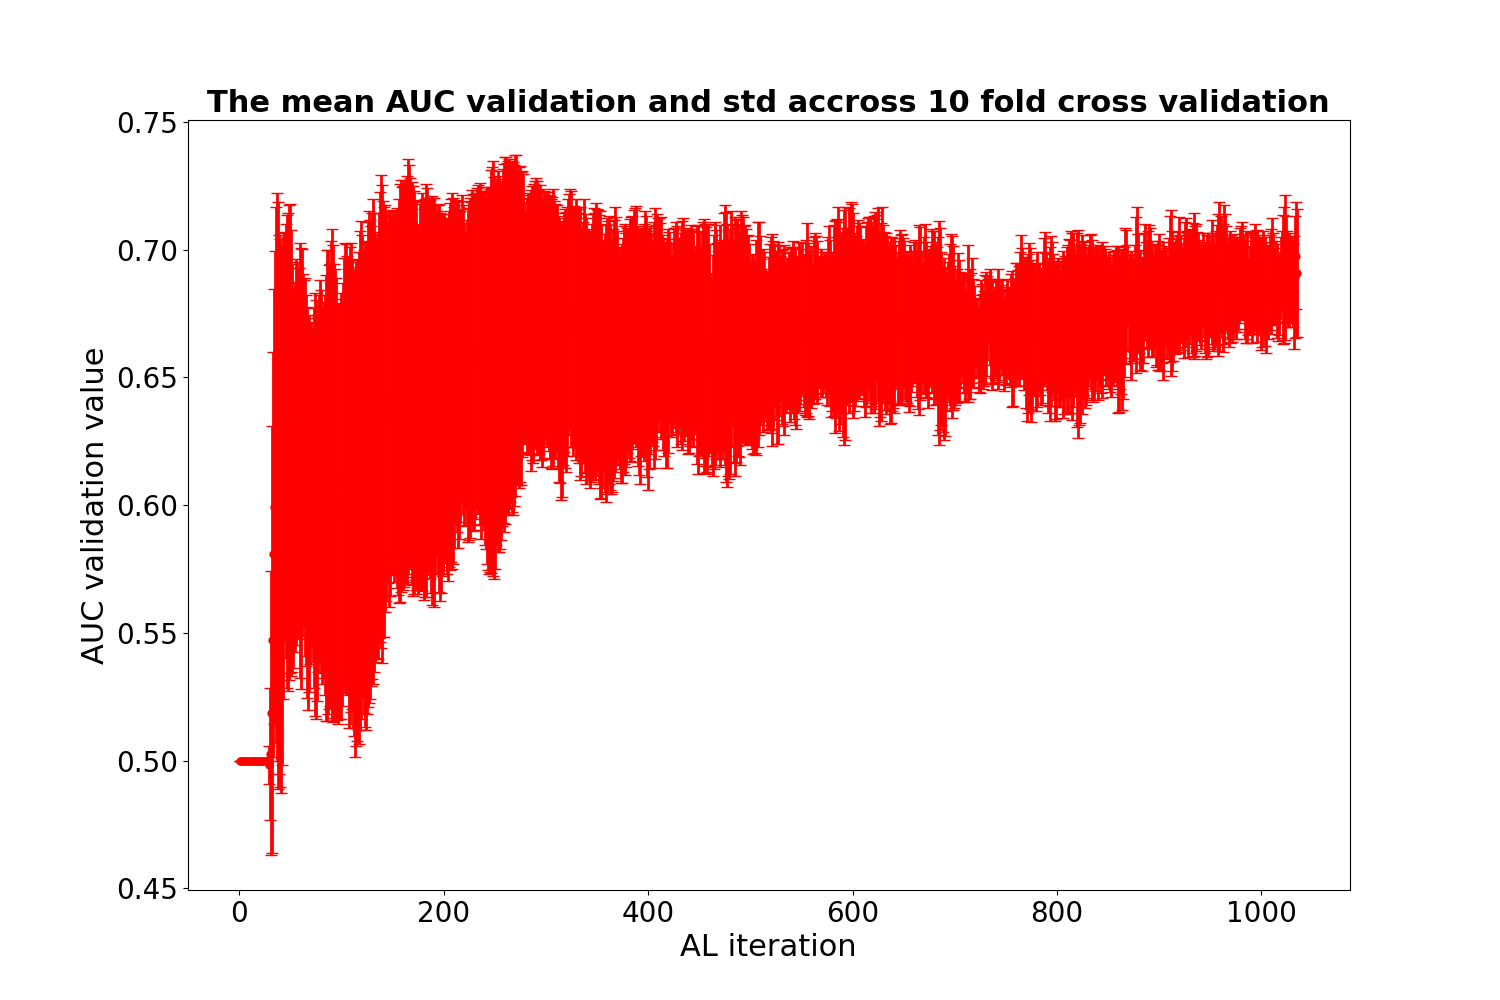 The mean AUC validation and std accross 10 fold cross validation
0.75
0.70
0.65
0.60
0.55
0.50
0.45
AUC validation value
0 200 400 600 800 1000
AL iteration